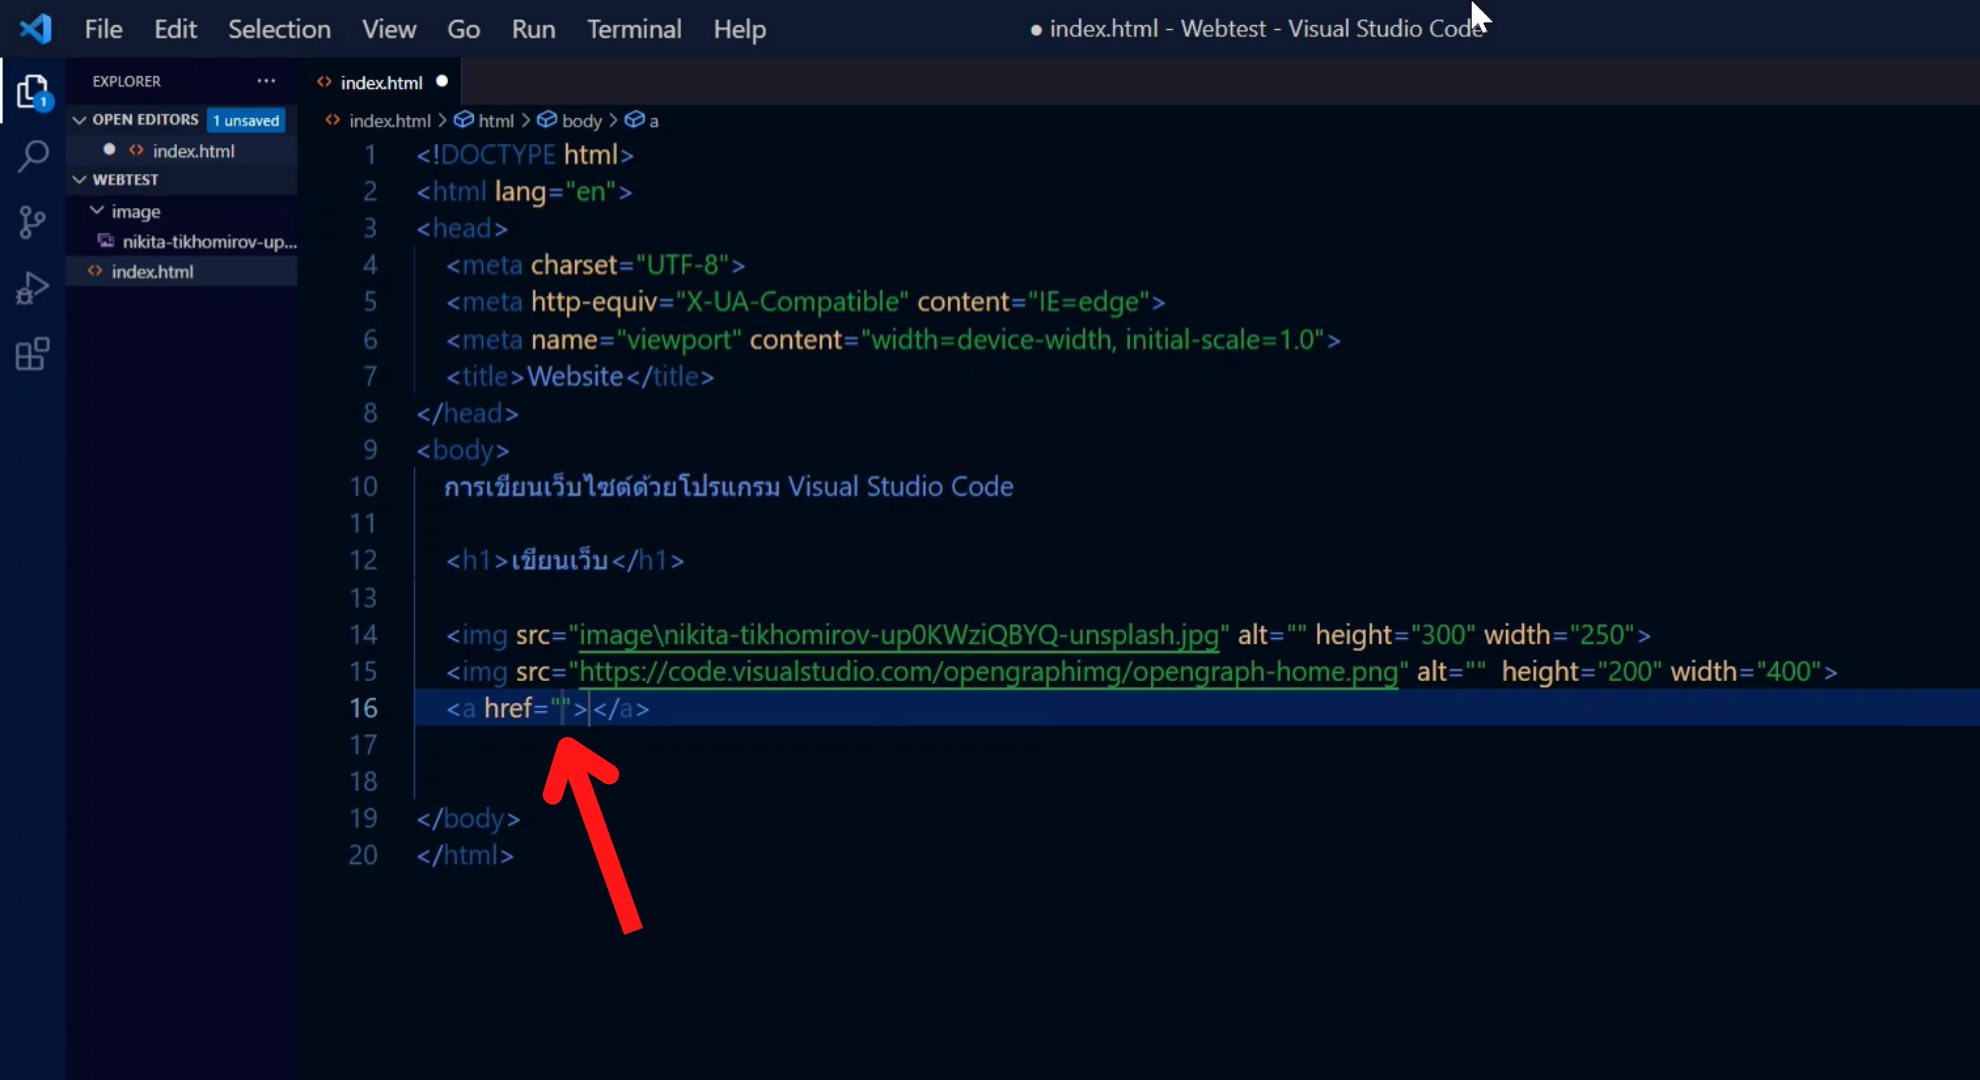 File Edit Selection View Go Run Terminal Help
● index.html - Webtest - Visual Studio Code
EXPLORER ···
index.html ●
OPEN EDITORS 1 unsaved
index.html > html > body > a
● index.html
WEBTEST
image
nikita-tikhomirov-up...
index.html
1
1 <!DOCTYPE html>
2 <html lang="en">
3 <head>
4 <meta charset="UTF-8">
5 <meta http-equiv="X-UA-Compatible" content="IE=edge">
6 <meta name="viewport" content="width=device-width, initial-scale=1.0">
7 <title>Website</title>
8 </head>
9 <body>
10 การเขียนเว็บไซต์ด้วยโปรแกรม Visual Studio Code
11
12 <h1>เขียนเว็บ</h1>
13
14 <img src="image\nikita-tikhomirov-up0KWziQBYQ-unsplash.jpg" alt="" height="300" width="250">
15 <img src="https://code.visualstudio.com/opengraphimg/opengraph-home.png" alt="" height="200" width="400">
16 <a href=""></a>
17
18
19 </body>
20 </html>